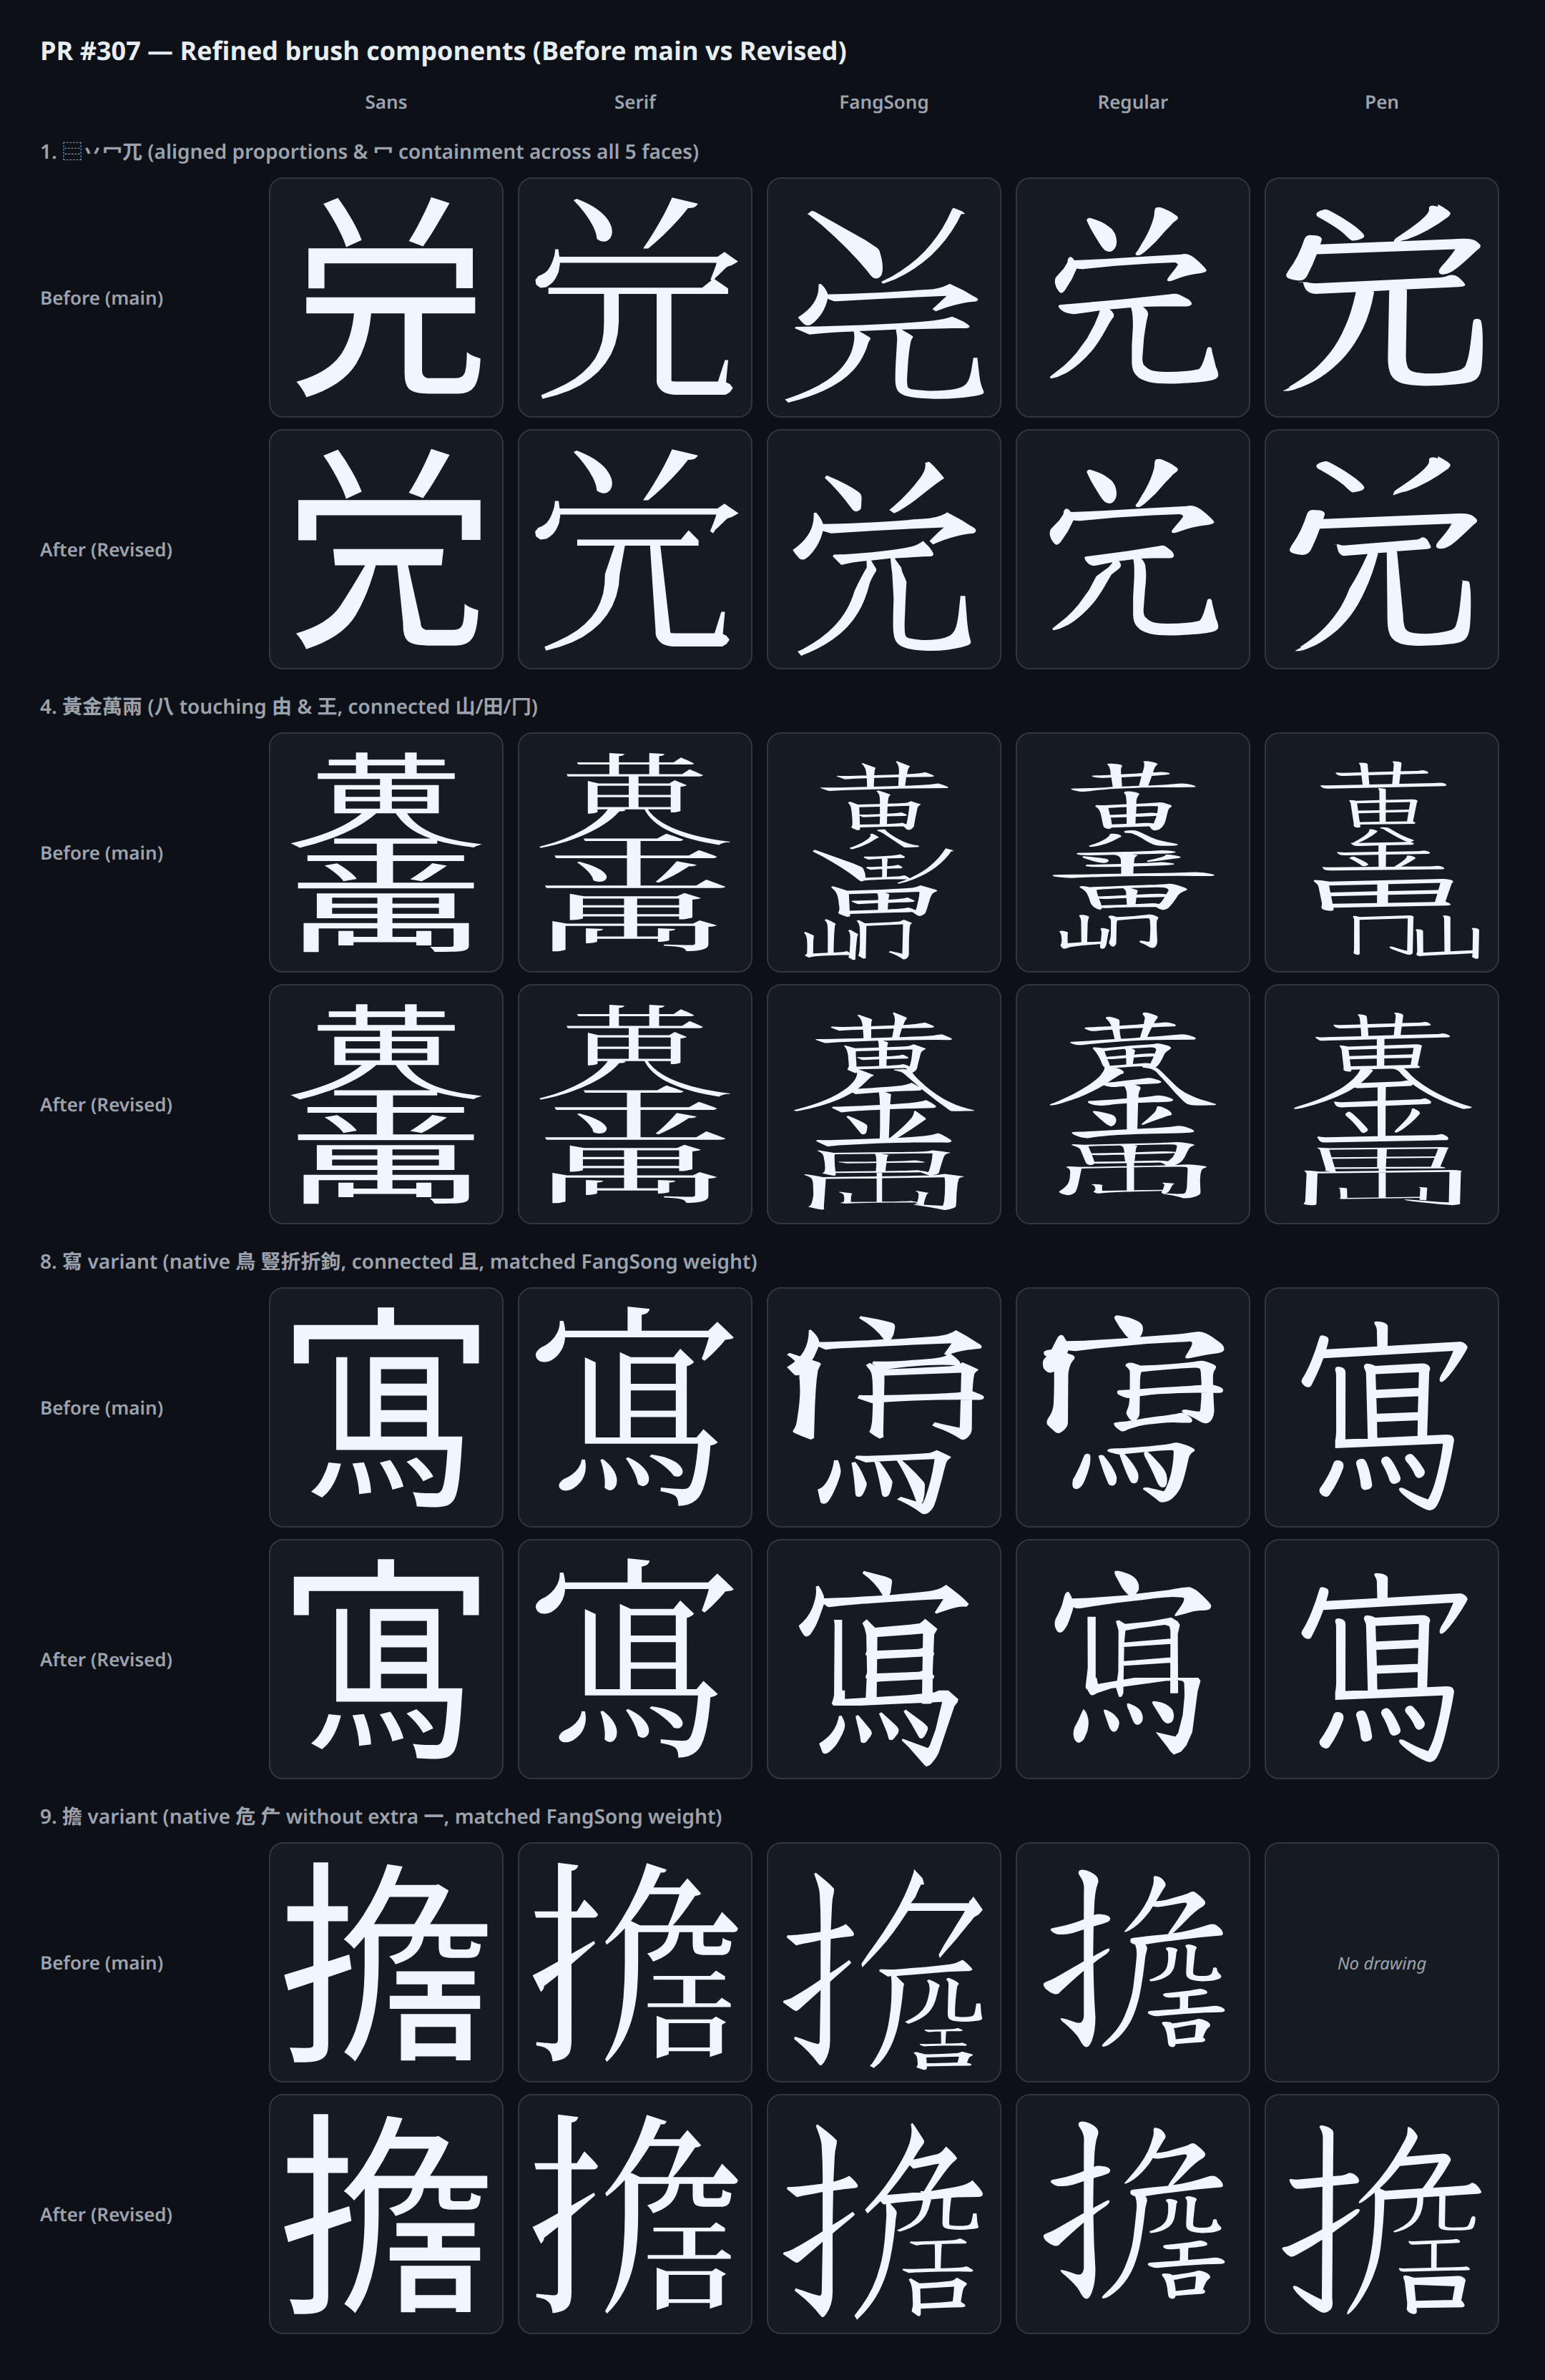 PR #307 — Refined brush components (Before main vs Revised)
Sans Serif FangSong Regular Pen
1. ⿳丷冖兀 (aligned proportions & 冖 containment across all 5 faces)
Before (main)
After (Revised)
4. 黃金萬兩 (八 touching 由 & 王, connected 山/田/冂)
Before (main)
After (Revised)
8. 寫 variant (native 鳥 豎折折鉤, connected 且, matched FangSong weight)
Before (main)
After (Revised)
9. 擔 variant (native 危 ⺈ without extra 一, matched FangSong weight)
Before (main)
No drawing
After (Revised)